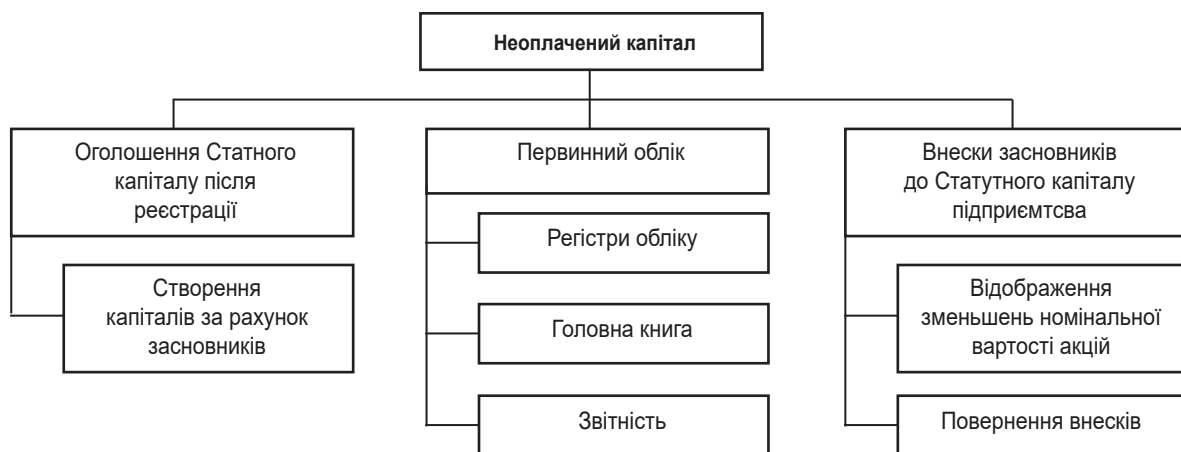 Неоплачений капітал
Оголошення Статного
капіталу після
реєстрації
Створення
капіталів за рахунок
засновників
Первинний облік
Регістри обліку
Головна книга
Звітність
Внески засновників
до Статутного капіталу
підприємтсва
Відображення
зменьшень номінальної
вартості акцій
Повернення внесків